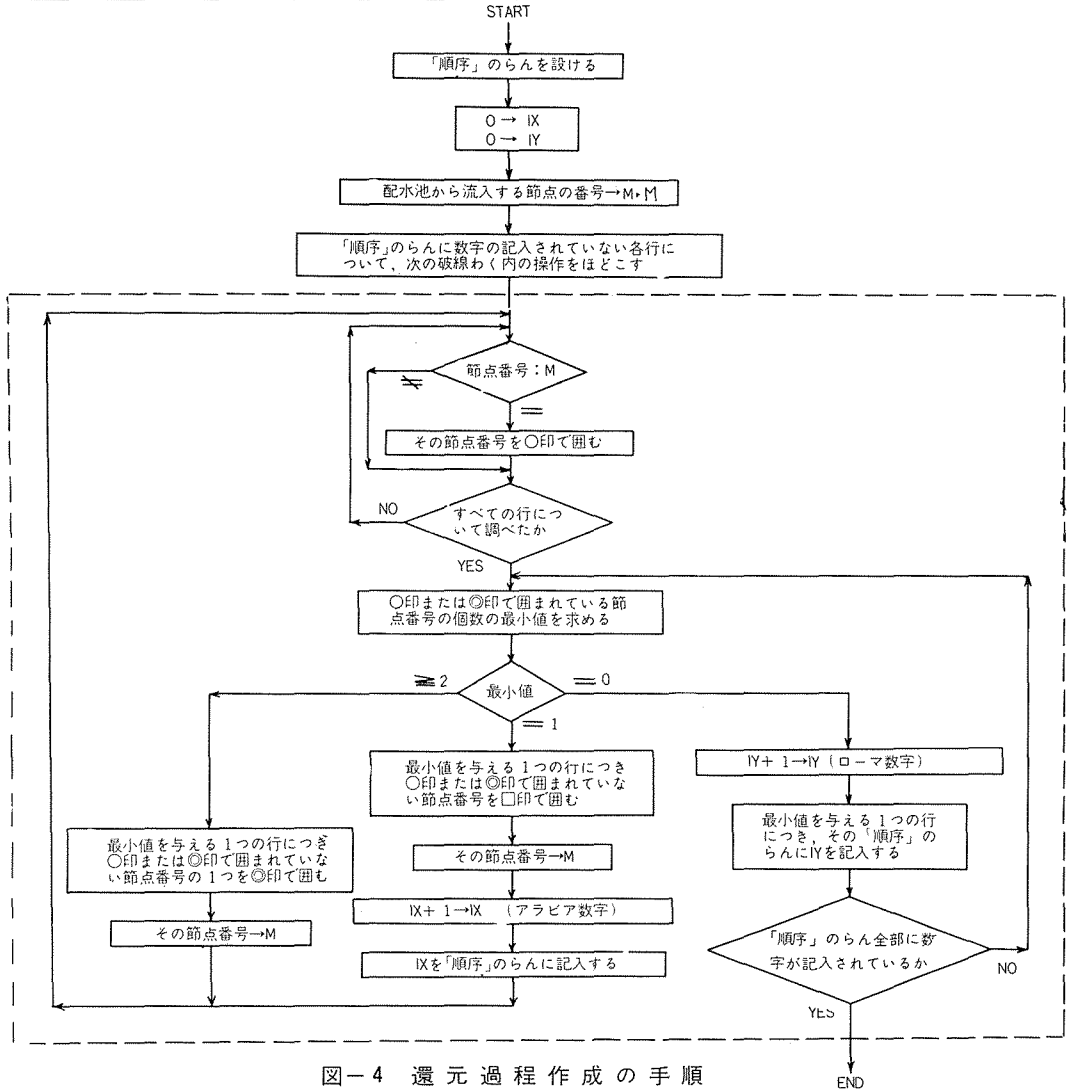 START
「順序」のらんを設ける
0 → IX
0 → IY
配水池から流入する節点の番号→M▸M
「順序」のらんに数字の記入されていない各行に
ついて、次の破線わく内の操作をほどこす
節点番号:M
≠
=
その節点番号を○印で囲む
NO
すべての行につ
いて調べたか
YES
○印または◎印で囲まれている節
点番号の個数の最小値を求める
≧2
最小値
=0
=1
最小値を与える1つの行につき
○印または◎印で囲まれていな
い節点番号を□印で囲む
IY+1→IY(ローマ数字)
最小値を与える1つの行につき
○印または◎印で囲まれていな
い節点番号の1つを◎印で囲む
その節点番号→M
最小値を与える1つの行
につき,その「順序」の
らんにIYを記入する
その節点番号→M
IX+1→IX (アラビア数字)
IXを「順序」のらんに記入する
「順序」のらん全部に数
字が記入されているか
NO
YES
図-4 還元過程作成の手順
END